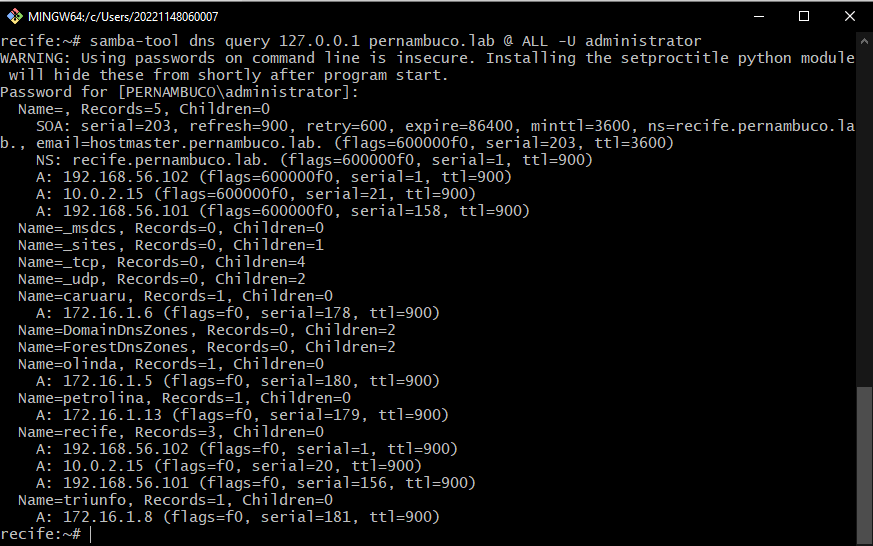 MINGW64:/c/Users/20221148060007
recife:~# samba-tool dns query 127.0.0.1 pernambuco.lab @ ALL -U administrator
WARNING: Using passwords on command line is insecure. Installing the setproctitle python module
 will hide these from shortly after program start.
Password for [PERNAMBUCO\administrator]:
  Name=, Records=5, Children=0
    SOA: serial=203, refresh=900, retry=600, expire=86400, minttl=3600, ns=recife.pernambuco.la
b., email=hostmaster.pernambuco.lab. (flags=600000f0, serial=203, ttl=3600)
    NS: recife.pernambuco.lab. (flags=600000f0, serial=1, ttl=900)
    A: 192.168.56.102 (flags=600000f0, serial=1, ttl=900)
    A: 10.0.2.15 (flags=600000f0, serial=21, ttl=900)
    A: 192.168.56.101 (flags=600000f0, serial=158, ttl=900)
  Name=_msdcs, Records=0, Children=0
  Name=_sites, Records=0, Children=1
  Name=_tcp, Records=0, Children=4
  Name=_udp, Records=0, Children=2
  Name=caruaru, Records=1, Children=0
    A: 172.16.1.6 (flags=f0, serial=178, ttl=900)
  Name=DomainDnsZones, Records=0, Children=2
  Name=ForestDnsZones, Records=0, Children=2
  Name=olinda, Records=1, Children=0
    A: 172.16.1.5 (flags=f0, serial=180, ttl=900)
  Name=petrolina, Records=1, Children=0
    A: 172.16.1.13 (flags=f0, serial=179, ttl=900)
  Name=recife, Records=3, Children=0
    A: 192.168.56.102 (flags=f0, serial=1, ttl=900)
    A: 10.0.2.15 (flags=f0, serial=20, ttl=900)
    A: 192.168.56.101 (flags=f0, serial=156, ttl=900)
  Name=triunfo, Records=1, Children=0
    A: 172.16.1.8 (flags=f0, serial=181, ttl=900)
recife:~#